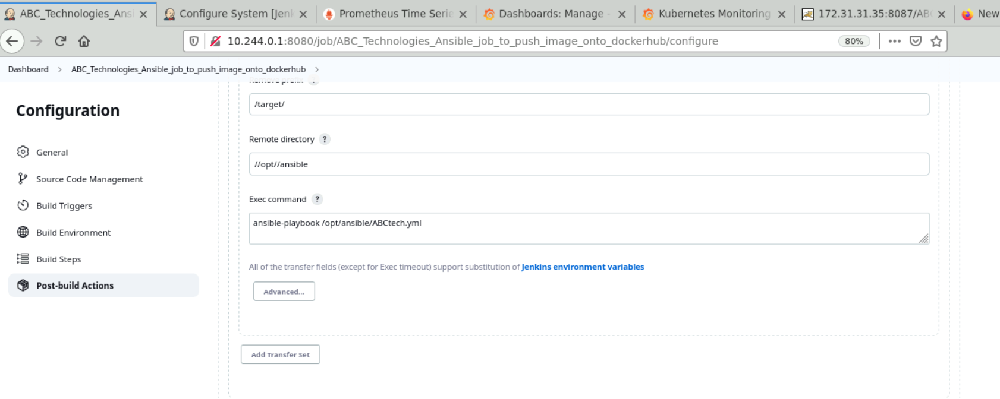 ABC_Technologies_Ansi
Configure System [Jenk
Prometheus Time Serie
Dashboards: Manage -
Kubernetes Monitoring
172.31.31.35:8087/ABC
New
10.244.0.1:8080/job/ABC_Technologies_Ansible_job_to_push_image_onto_dockerhub/configure
80%
Dashboard
ABC_Technologies_Ansible_job_to_push_image_onto_dockerhub
Configuration
General
Source Code Management
Build Triggers
Build Environment
Build Steps
Post-build Actions
Remove prefix ?
/target/
Remote directory ?
//opt//ansible
Exec command ?
ansible-playbook /opt/ansible/ABCtech.yml
All of the transfer fields (except for Exec timeout) support substitution of Jenkins environment variables
Advanced...
Add Transfer Set